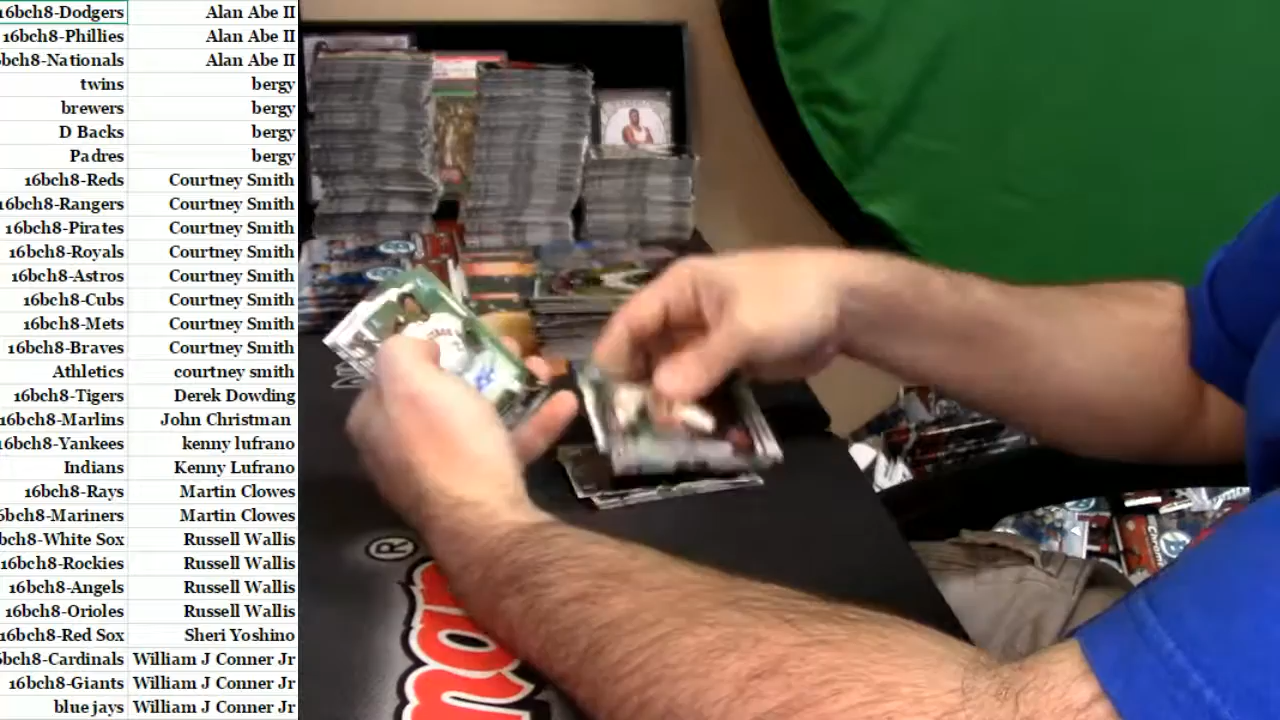 16bch8-Dodgers Alan Abe II
16bch8-Phillies Alan Abe II
bch8-Nationals Alan Abe II
twins bergy
brewers bergy
D Backs bergy
Padres bergy
16bch8-Reds Courtney Smith
16bch8-Rangers Courtney Smith
16bch8-Pirates Courtney Smith
16bch8-Royals Courtney Smith
16bch8-Astros Courtney Smith
16bch8-Cubs Courtney Smith
16bch8-Mets Courtney Smith
16bch8-Braves Courtney Smith
Athletics courtney smith
16bch8-Tigers Derek Dowding
16bch8-Marlins John Christman
16bch8-Yankees kenny lufrano
Indians Kenny Lufrano
16bch8-Rays Martin Clowes
6bch8-Mariners Martin Clowes
bch8-White Sox Russell Wallis
16bch8-Rockies Russell Wallis
16bch8-Angels Russell Wallis
16bch8-Orioles Russell Wallis
16bch8-Red Sox Sheri Yoshino
6bch8-Cardinals William J Conner Jr
16bch8-Giants William J Conner Jr
blue jays William J Conner Jr
Chrome
®